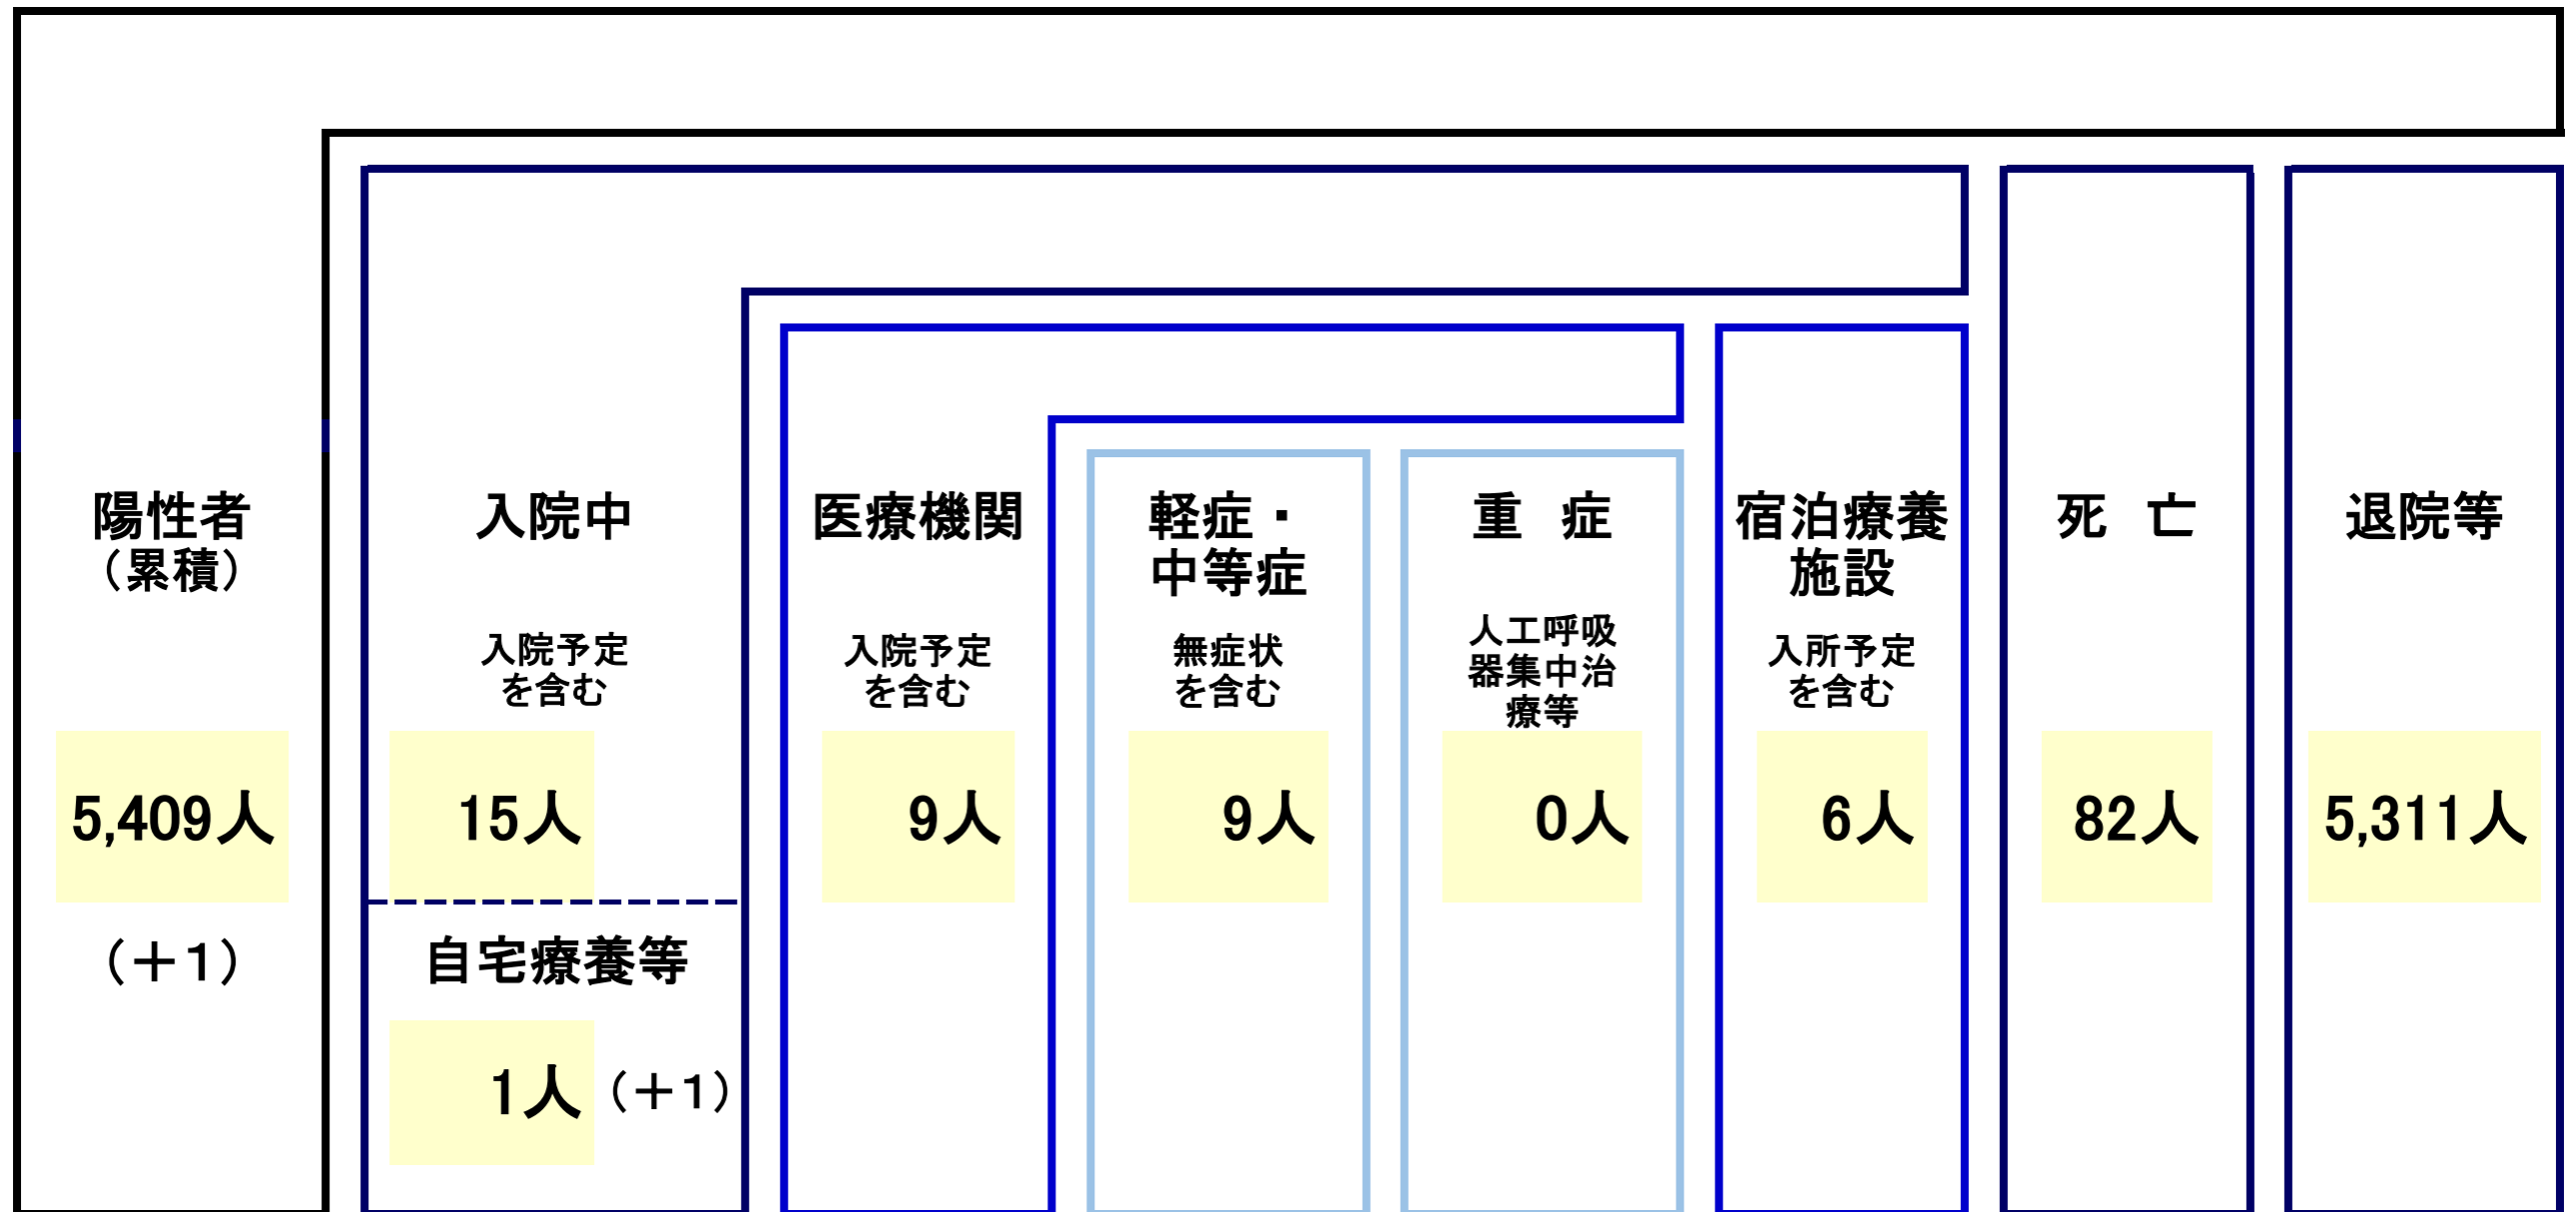 陽性者
（累積）
5,409人
（＋1）
入院中
入院予定
を含む
15人
自宅療養等
1人（＋1）
医療機関
入院予定
を含む
9人
軽症・
中等症
無症状
を含む
9人
重　症
人工呼吸
器集中治
療等
0人
宿泊療養
施設
入所予定
を含む
6人
死　亡
82人
退院等
5,311人